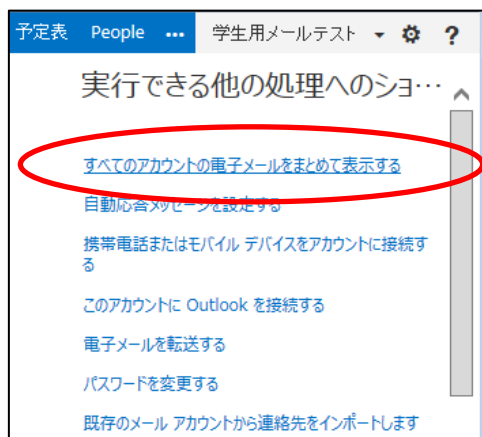 予定表 People ••• 学生用メールテスト ?
実行できる他の処理へのショ…
すべてのアカウントの電子メールをまとめて表示する
自動応答メッセージを設定する
携帯電話またはモバイル デバイスをアカウントに接続す
る
このアカウントに Outlook を接続する
電子メールを転送する
パスワードを変更する
既存のメール アカウントから連絡先をインポートします